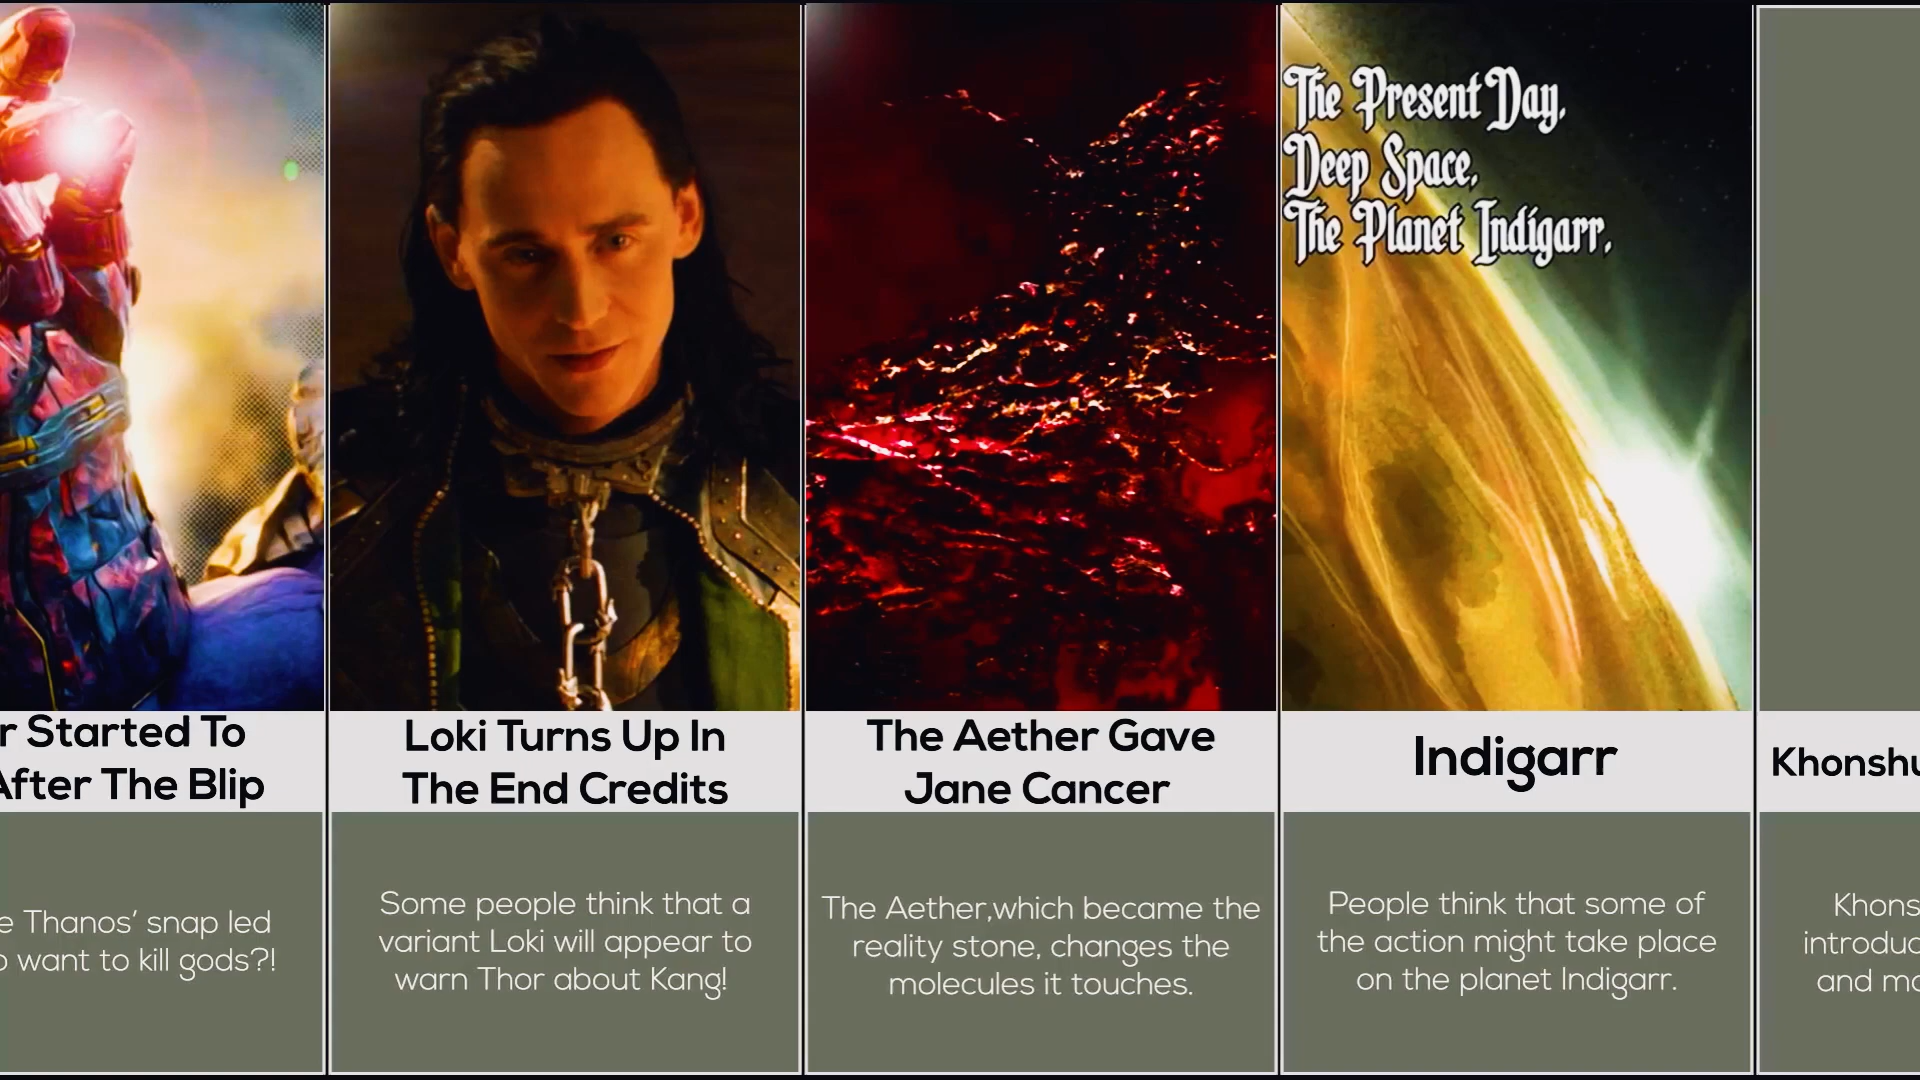 r Started To
After The Blip
e Thanos’ snap led
o want to kill gods?!
Loki Turns Up In
The End Credits
Some people think that a
variant Loki will appear to
warn Thor about Kang!
The Aether Gave
Jane Cancer
The Aether,which became the
reality stone, changes the
molecules it touches.
The Present Day,
Deep Space,
The Planet Indigarr,
Indigarr
People think that some of
the action might take place
on the planet Indigarr.
Khonshu
Khons
introduc
and mo